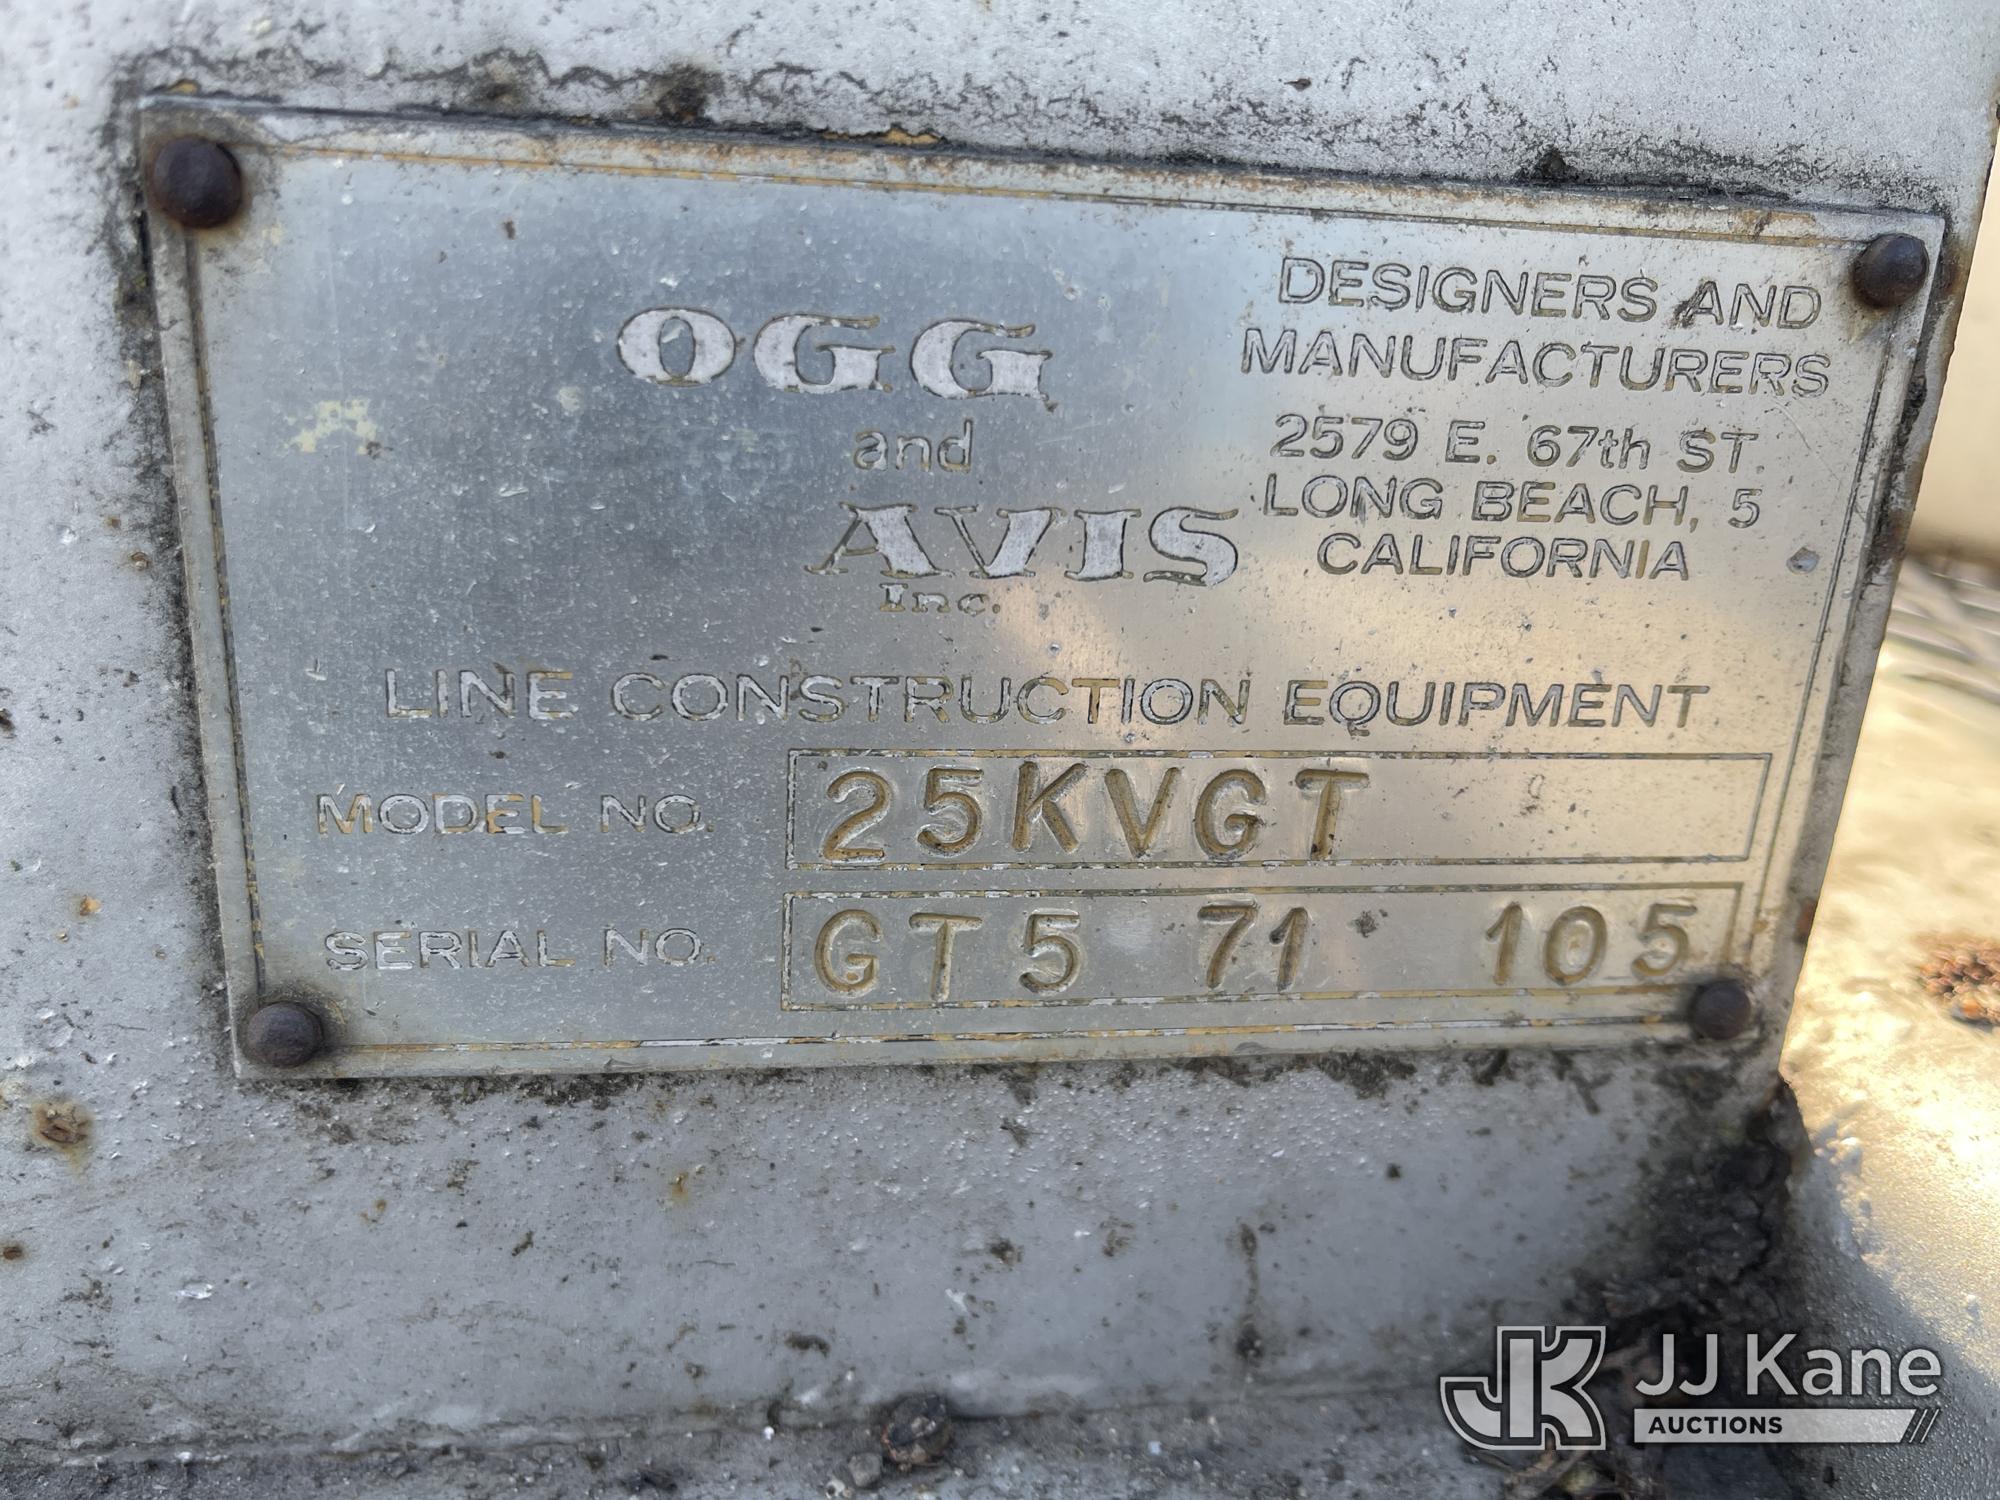 OGG
and
AVIS
Inc.
DESIGNERS AND
MANUFACTURERS
2579 E. 67th ST.
LONG BEACH, 5
CALIFORNIA
LINE CONSTRUCTION EQUIPMENT
MODEL NO. 25KVGT
SERIAL NO. GT5 71 105
JK JJ Kane
AUCTIONS